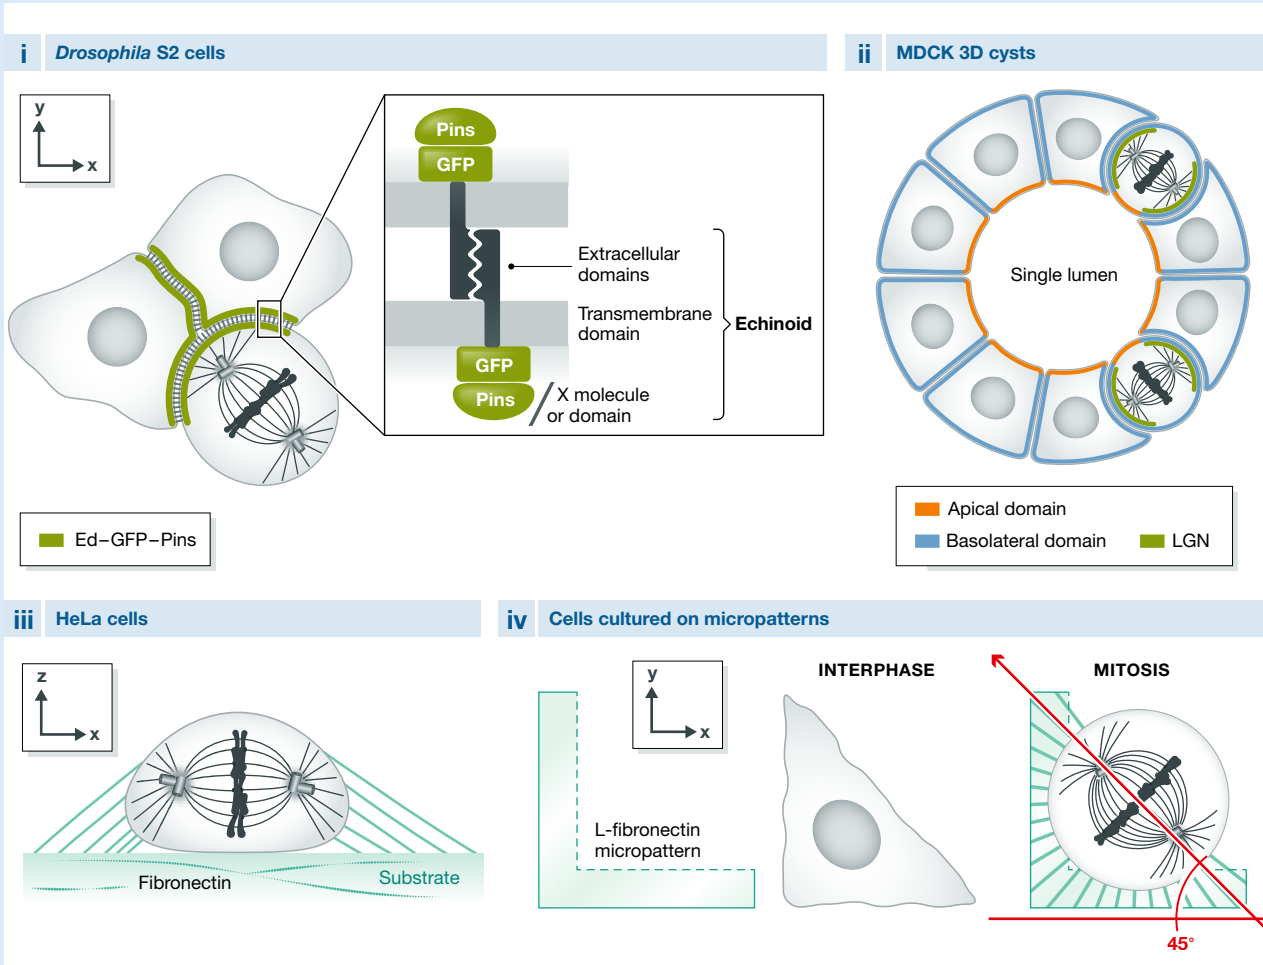 i
Drosophila S2 cells
y
x
Pins
GFP
Extracellular
domains
Transmembrane
domain
Echinoid
GFP
Pins
X molecule
or domain
Ed–GFP–Pins
ii
MDCK 3D cysts
Single lumen
Apical domain
Basolateral domain
LGN
iii
HeLa cells
z
x
Fibronectin
Substrate
iv
Cells cultured on micropatterns
y
x
INTERPHASE
MITOSIS
L-fibronectin
micropattern
45°